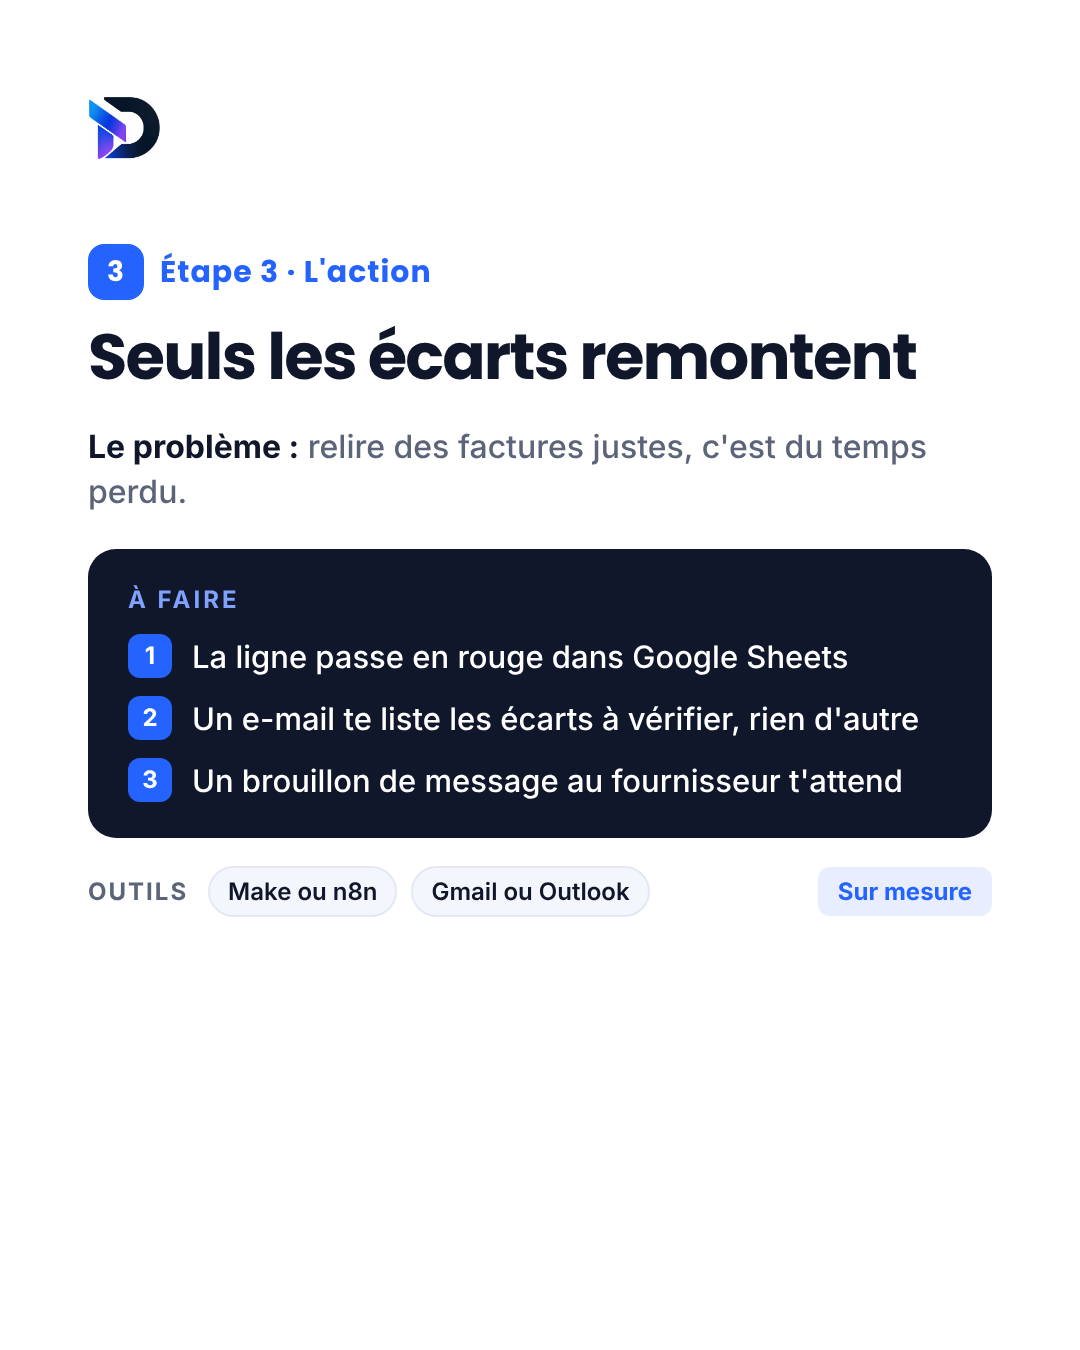 3 Étape 3 · L'action
Seuls les écarts remontent
Le problème : relire des factures justes, c'est du temps
perdu.
À FAIRE
1 La ligne passe en rouge dans Google Sheets
2 Un e-mail te liste les écarts à vérifier, rien d'autre
3 Un brouillon de message au fournisseur t'attend
OUTILS Make ou n8n Gmail ou Outlook Sur mesure